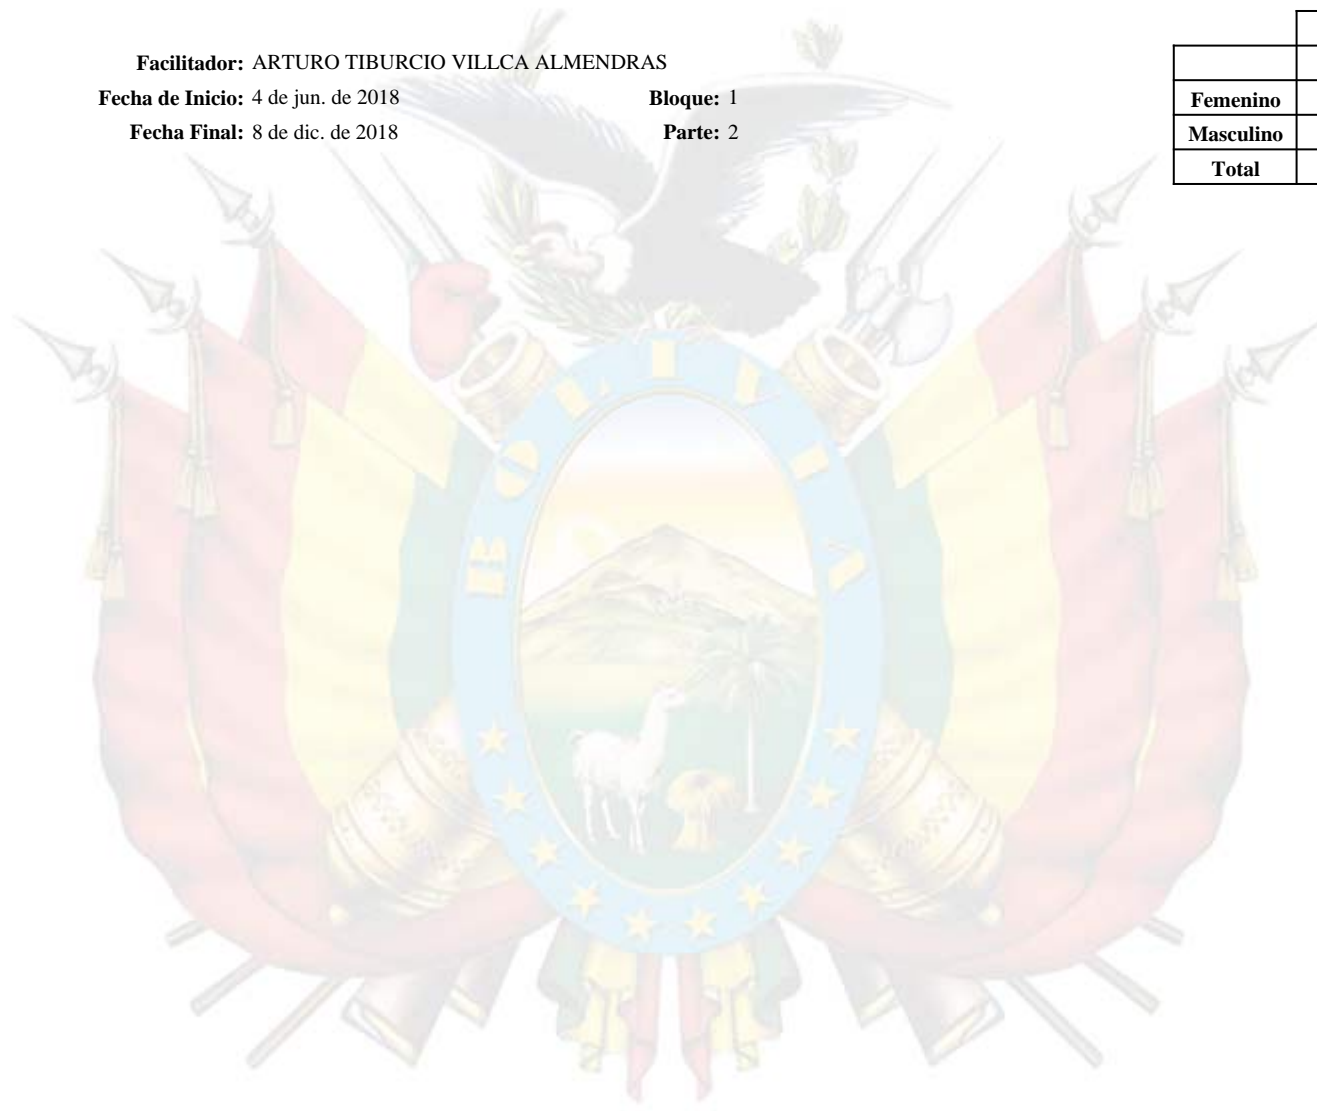 Facilitador: ARTURO TIBURCIO VILLCA ALMENDRAS
Fecha de Inicio: 4 de jun. de 2018 Bloque: 1
Fecha Final: 8 de dic. de 2018 Parte: 2
Femenino
Masculino
Total
BOLIVIA